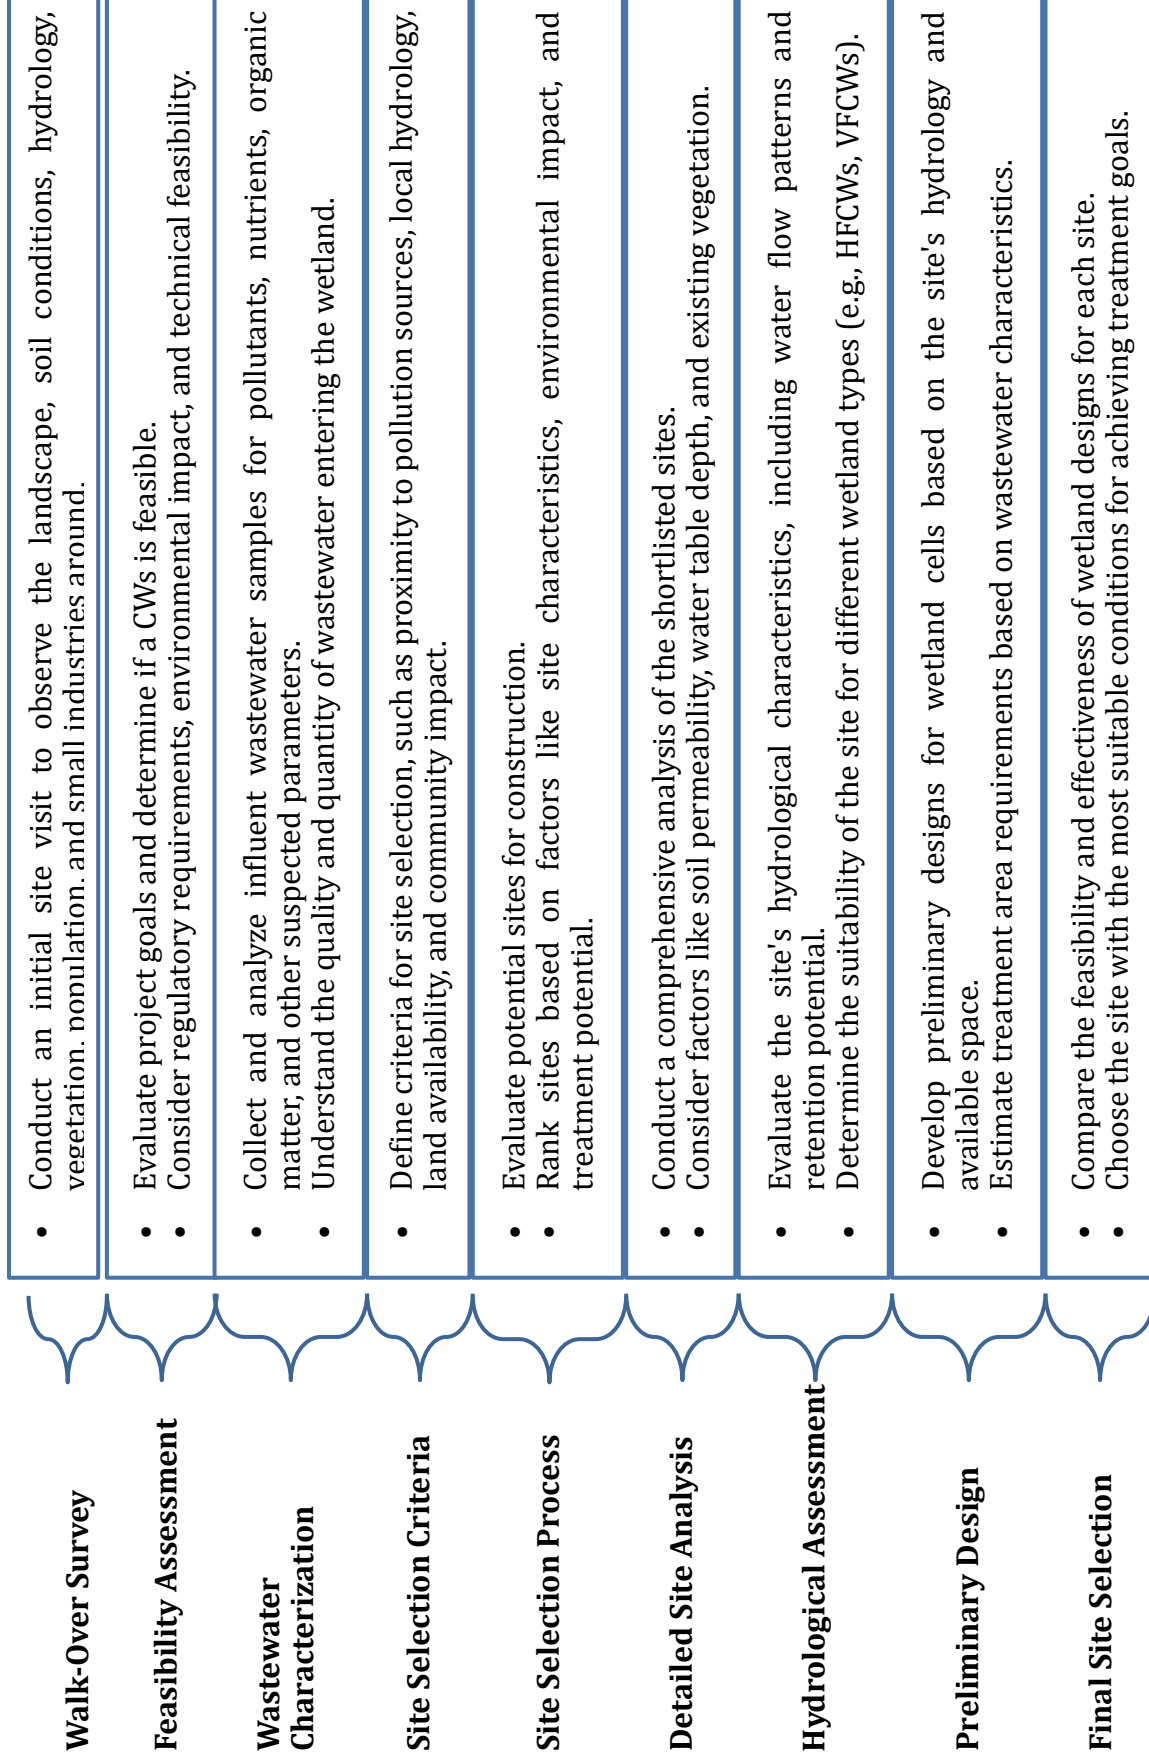 Walk-Over Survey
• Conduct an initial site visit to observe the landscape, soil conditions, hydrology,
vegetation, population, and small industries around.
Feasibility Assessment
• Evaluate project goals and determine if a CWs is feasible.
• Consider regulatory requirements, environmental impact, and technical feasibility.
Wastewater
Characterization
• Collect and analyze influent wastewater samples for pollutants, nutrients, organic
matter, and other suspected parameters.
• Understand the quality and quantity of wastewater entering the wetland.
Site Selection Criteria
• Define criteria for site selection, such as proximity to pollution sources, local hydrology,
land availability, and community impact.
Site Selection Process
• Evaluate potential sites for construction.
• Rank sites based on factors like site characteristics, environmental impact, and
treatment potential.
Detailed Site Analysis
• Conduct a comprehensive analysis of the shortlisted sites.
• Consider factors like soil permeability, water table depth, and existing vegetation.
Hydrological Assessment
• Evaluate the site's hydrological characteristics, including water flow patterns and
retention potential.
• Determine the suitability of the site for different wetland types (e.g., HFCWs, VFCWs).
Preliminary Design
• Develop preliminary designs for wetland cells based on the site's hydrology and
available space.
• Estimate treatment area requirements based on wastewater characteristics.
Final Site Selection
• Compare the feasibility and effectiveness of wetland designs for each site.
• Choose the site with the most suitable conditions for achieving treatment goals.